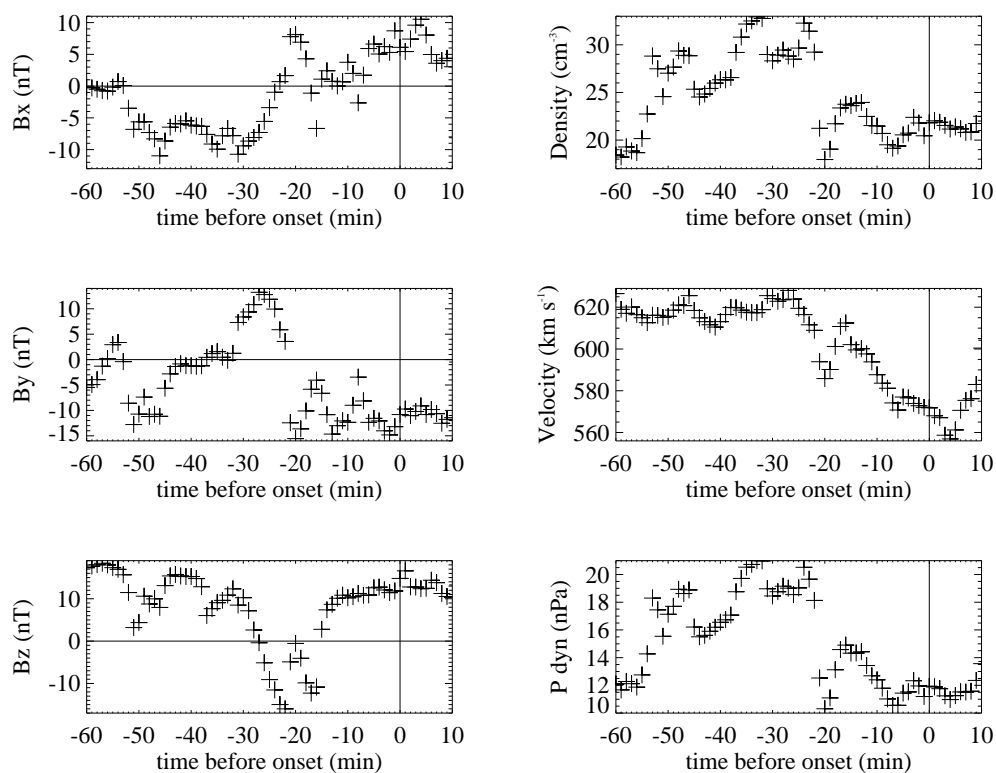 Bx (nT)
10
5
0
-5
-10
-60 -50 -40 -30 -20 -10 0 10
time before onset (min)
Density (cm-3)
30
25
20
-60 -50 -40 -30 -20 -10 0 10
time before onset (min)
By (nT)
10
5
0
-5
-10
-15
-60 -50 -40 -30 -20 -10 0 10
time before onset (min)
Velocity (km s-1)
620
600
580
560
-60 -50 -40 -30 -20 -10 0 10
time before onset (min)
Bz (nT)
10
0
-10
-60 -50 -40 -30 -20 -10 0 10
time before onset (min)
P dyn (nPa)
20
18
16
14
12
10
-60 -50 -40 -30 -20 -10 0 10
time before onset (min)